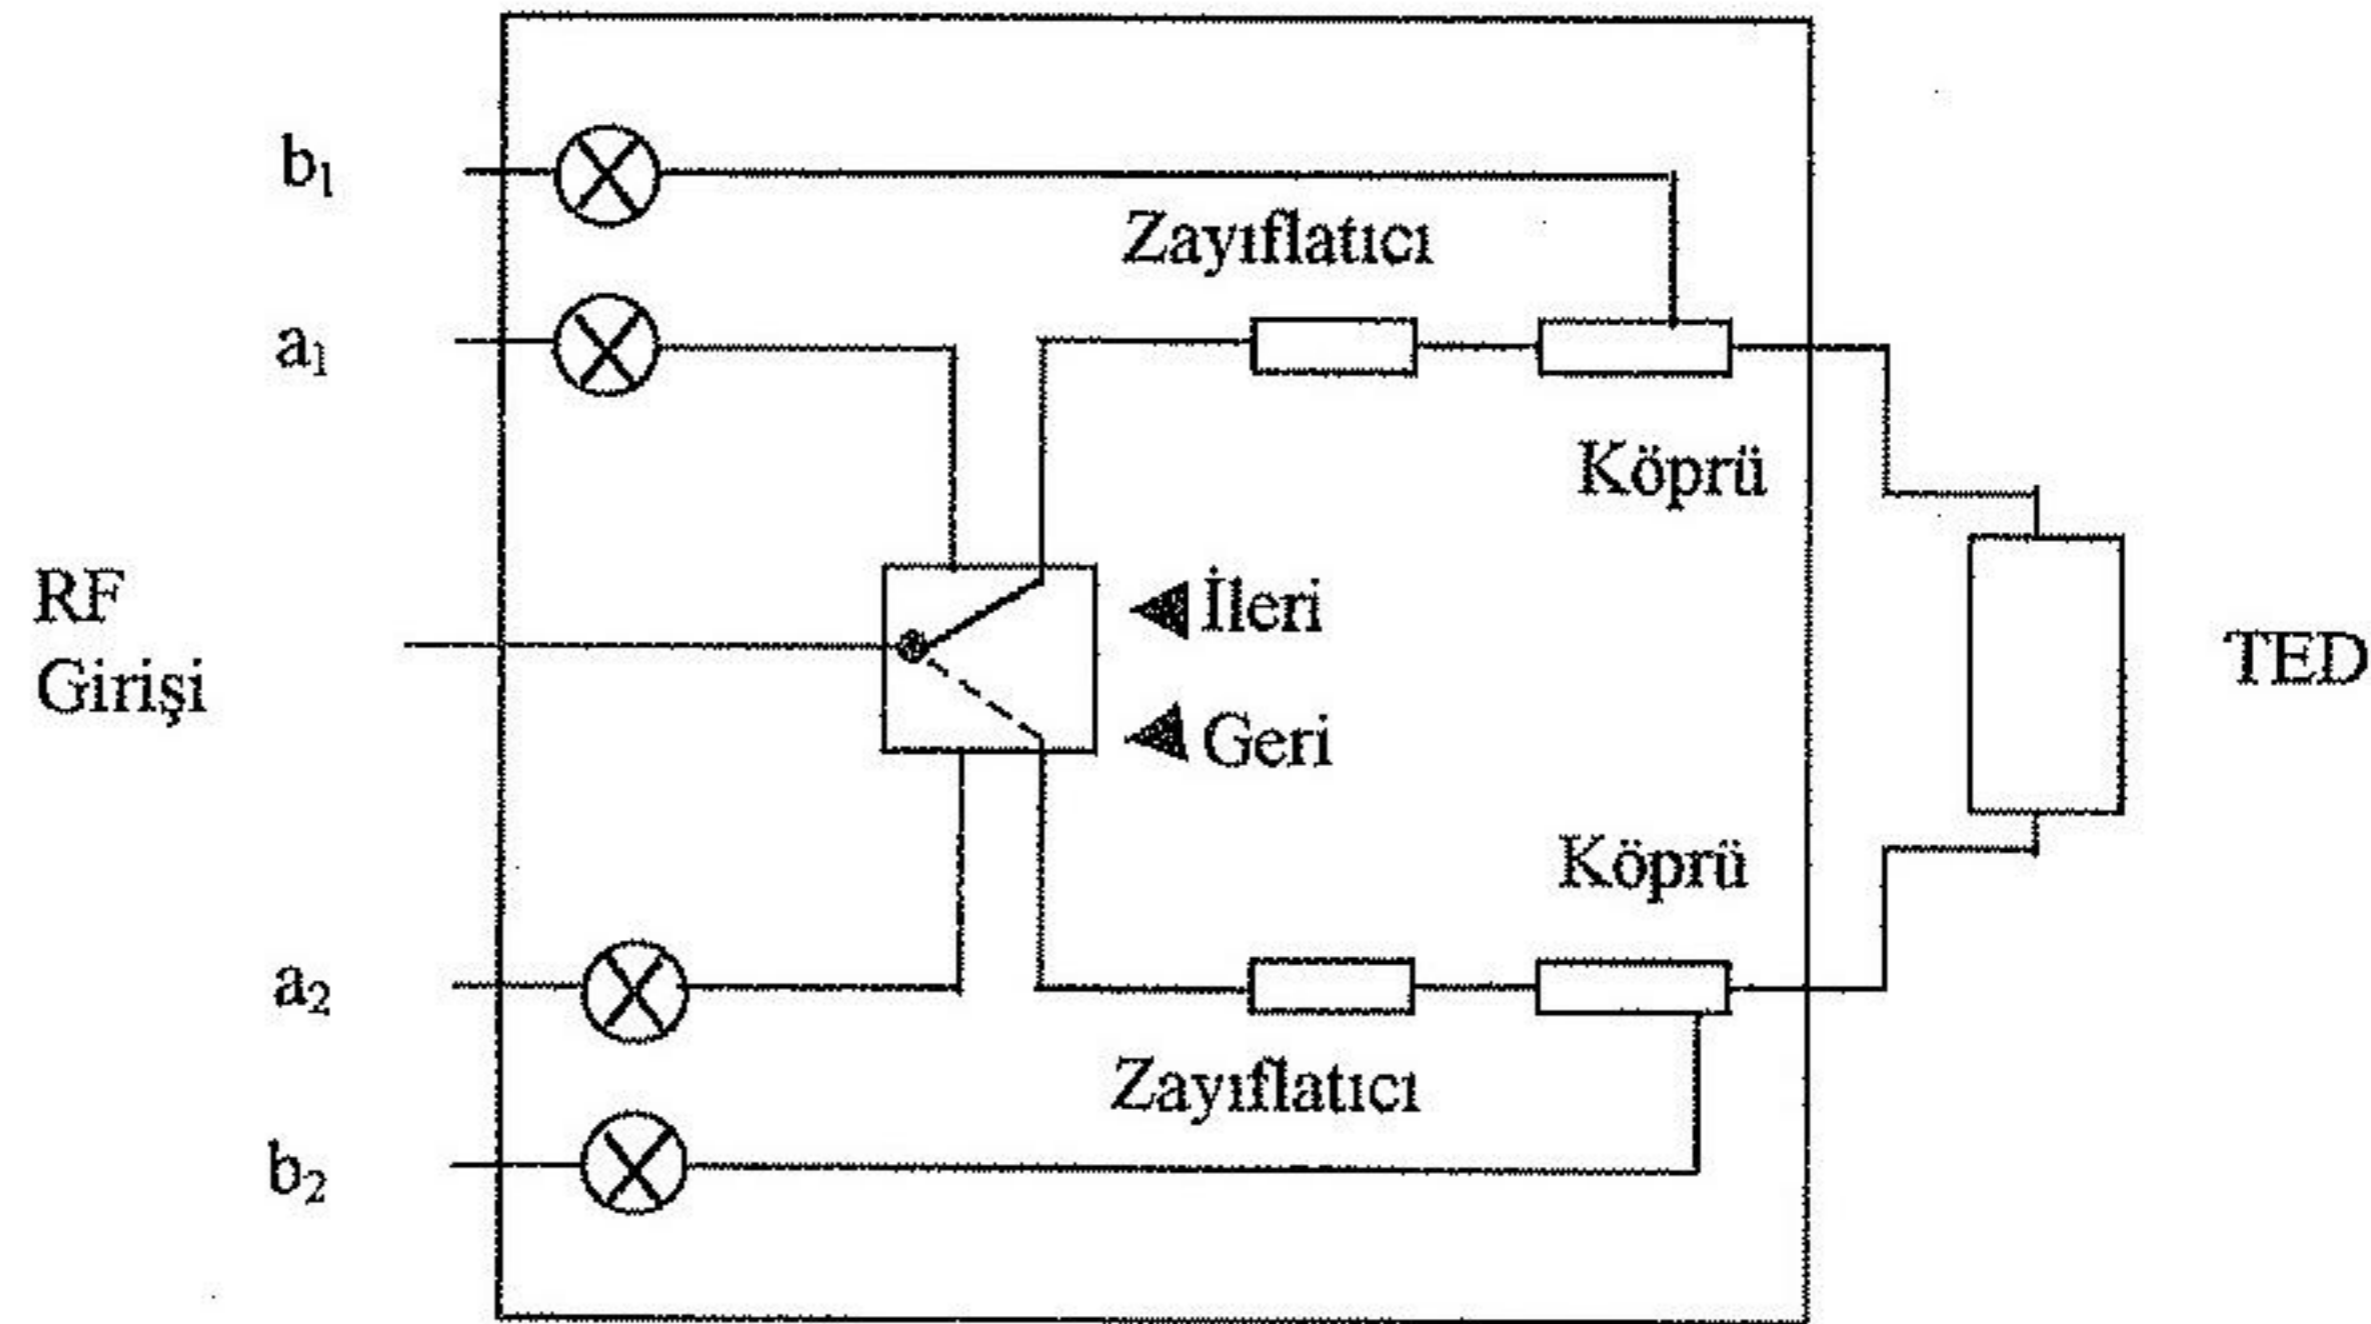 b1
Zayıflatıcı
a1
Köprü
RF
Girişi
İleri
TED
Geri
Köprü
a2
Zayıflatıcı
b2